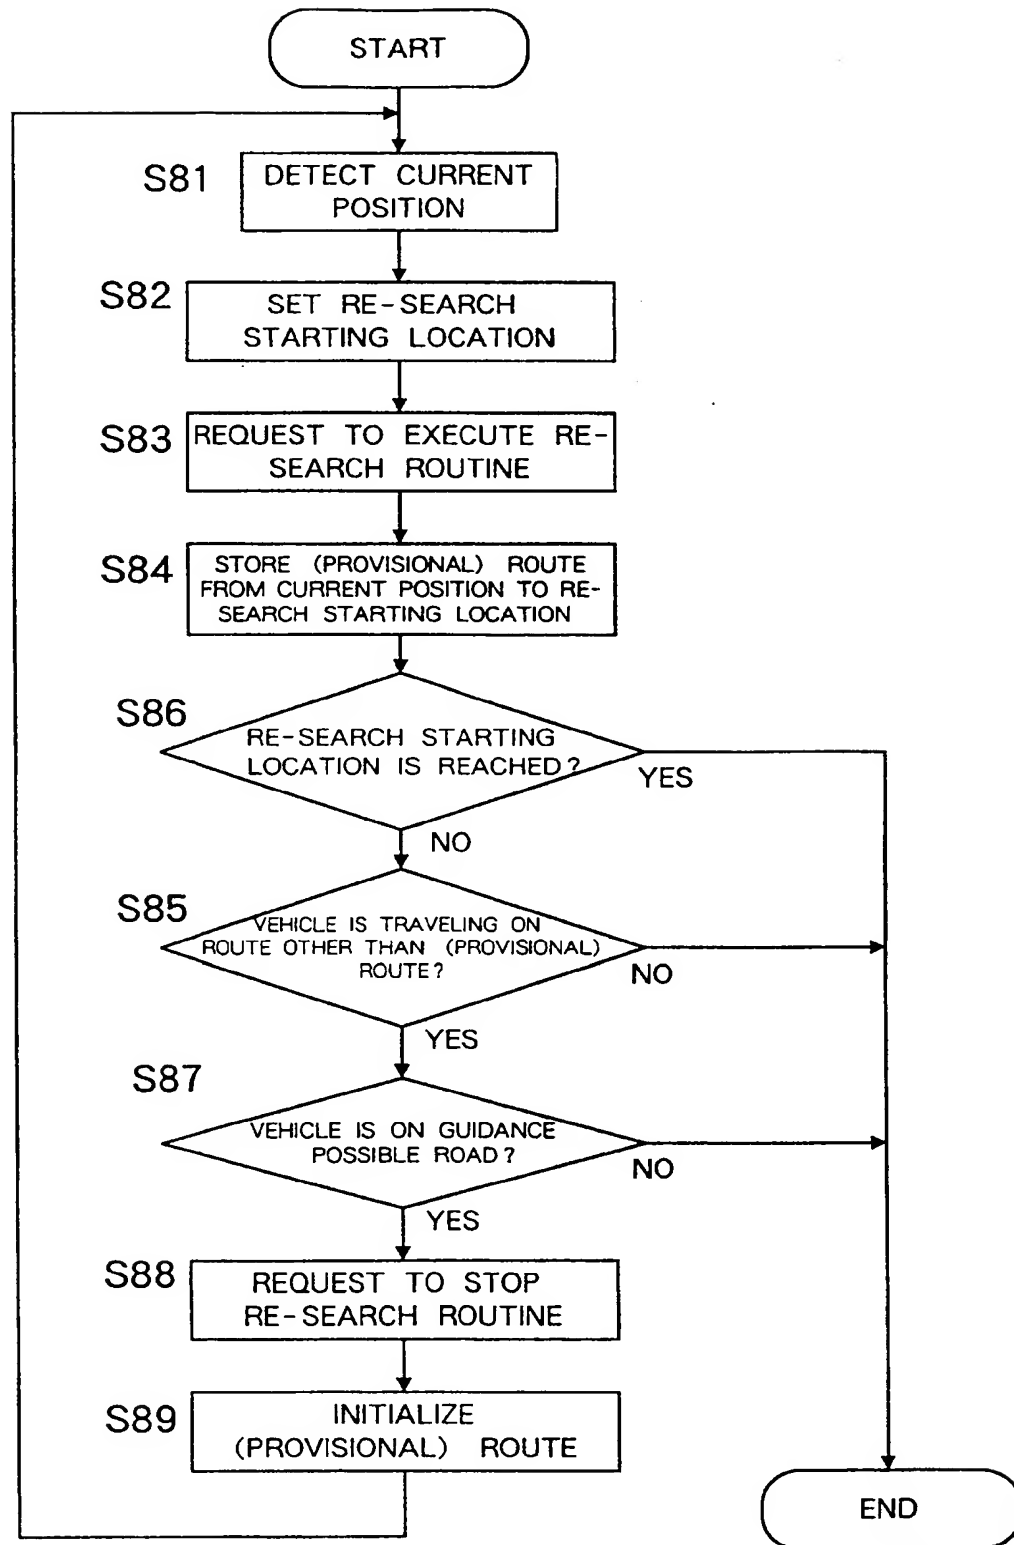 START
S81
DETECT CURRENT
POSITION
S82
SET RE-SEARCH
STARTING LOCATION
S83
REQUEST TO EXECUTE RE-
SEARCH ROUTINE
S84
STORE (PROVISIONAL) ROUTE
FROM CURRENT POSITION TO RE-
SEARCH STARTING LOCATION
S86
RE-SEARCH STARTING
LOCATION IS REACHED?
YES
NO
S85
VEHICLE IS TRAVELING ON
ROUTE OTHER THAN (PROVISIONAL)
ROUTE?
NO
YES
S87
VEHICLE IS ON GUIDANCE
POSSIBLE ROAD?
NO
YES
S88
REQUEST TO STOP
RE-SEARCH ROUTINE
S89
INITIALIZE
(PROVISIONAL) ROUTE
END